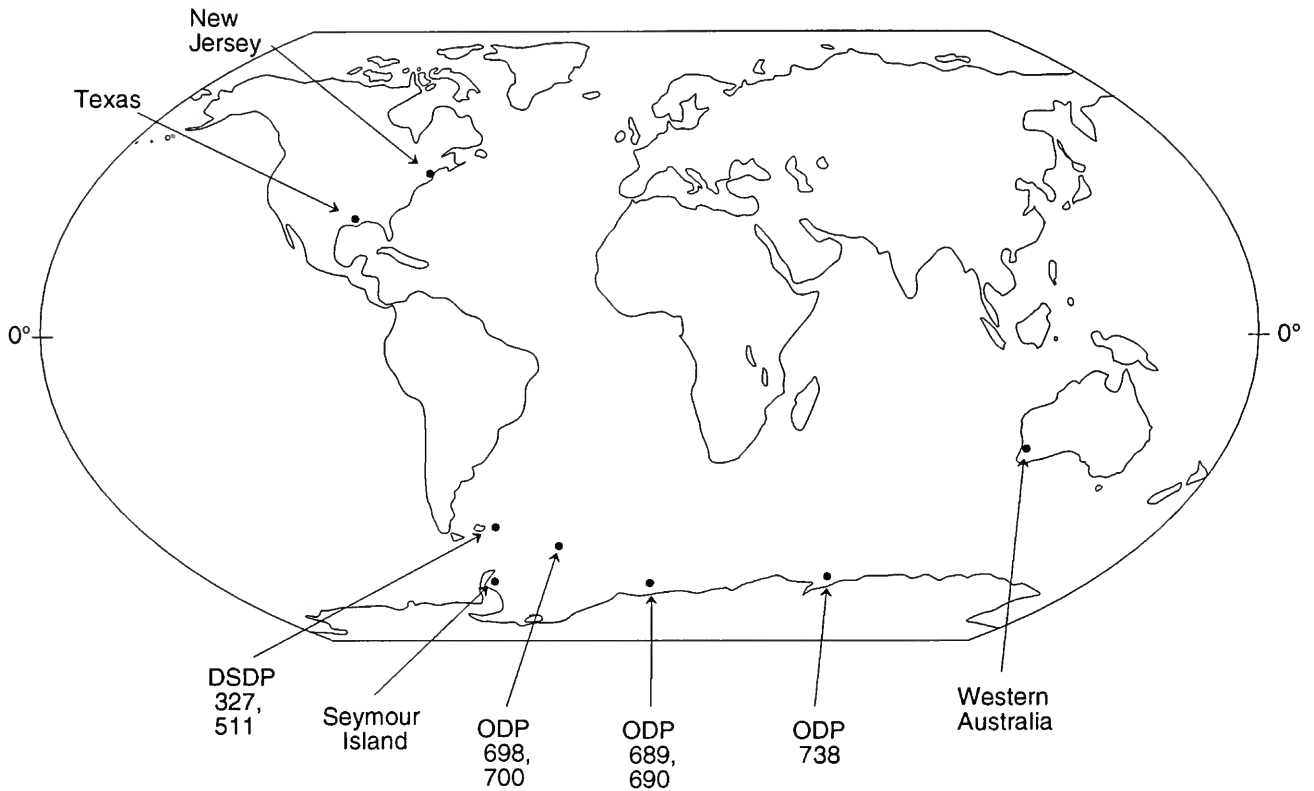 New
Jersey
Texas
0°
0°
DSDP
327,
511
Seymour
Island
ODP
698,
700
ODP
689,
690
ODP
738
Western
Australia